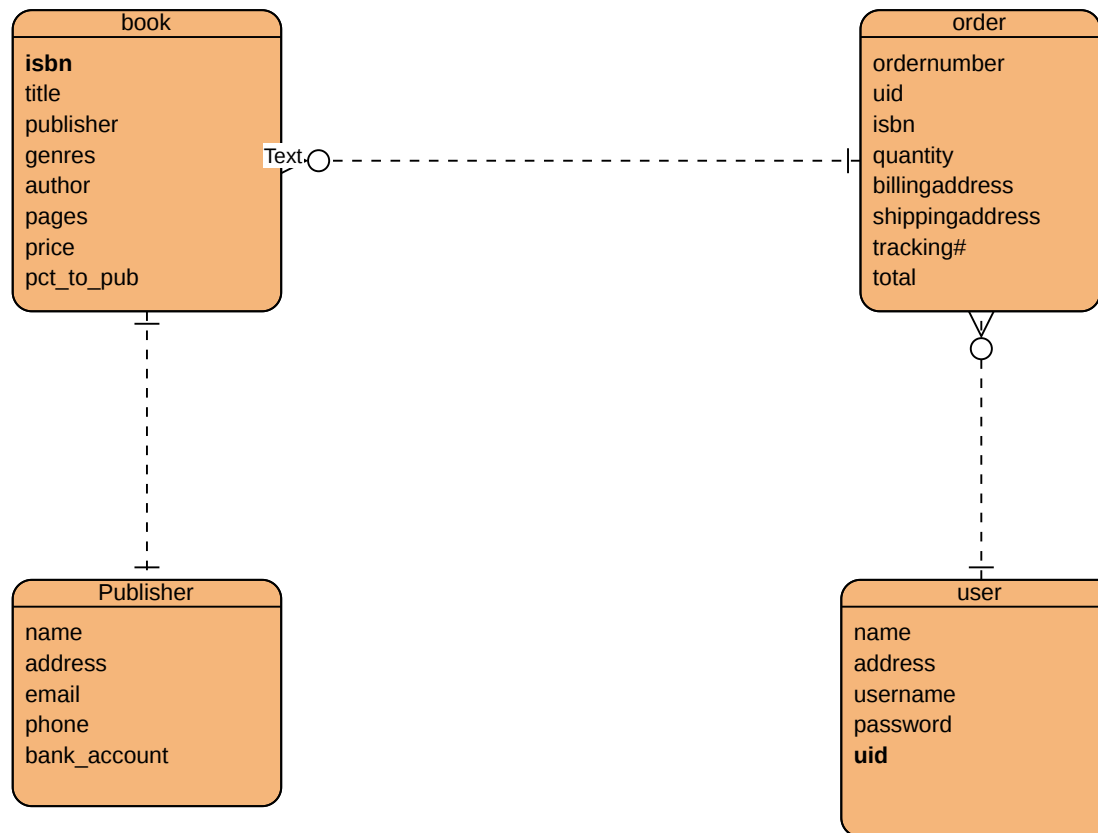 book
isbn
title
publisher
genres
author
pages
price
pct_to_pub
Text
order
ordernumber
uid
isbn
quantity
billingaddress
shippingaddress
tracking#
total
Publisher
name
address
email
phone
bank_account
user
name
address
username
password
uid